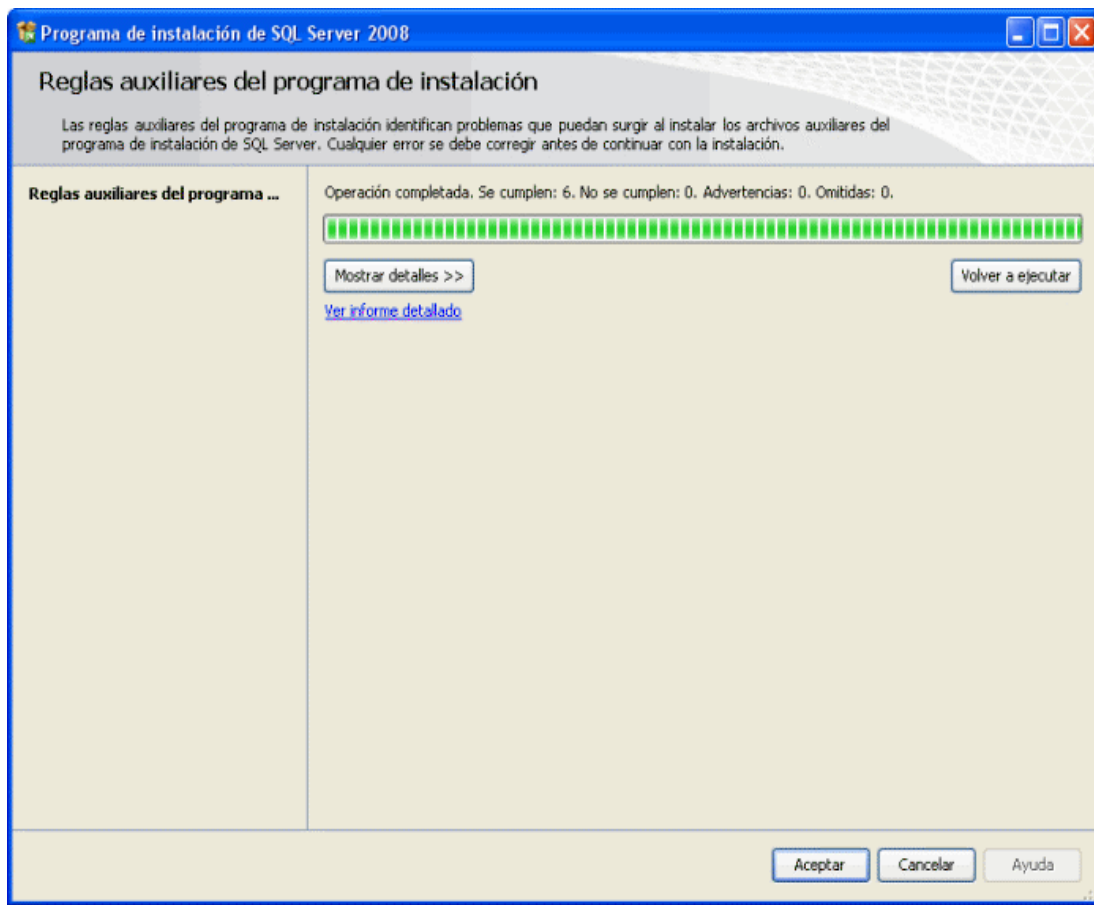 Programa de instalación de SQL Server 2008
Reglas auxiliares del programa de instalación
Las reglas auxiliares del programa de instalación identifican problemas que puedan surgir al instalar los archivos auxiliares del
programa de instalación de SQL Server. Cualquier error se debe corregir antes de continuar con la instalación.
Reglas auxiliares del programa ...
Operación completada. Se cumplen: 6. No se cumplen: 0. Advertencias: 0. Omitidas: 0.
Mostrar detalles >>
Volver a ejecutar
Ver informe detallado
Aceptar
Cancelar
Ayuda